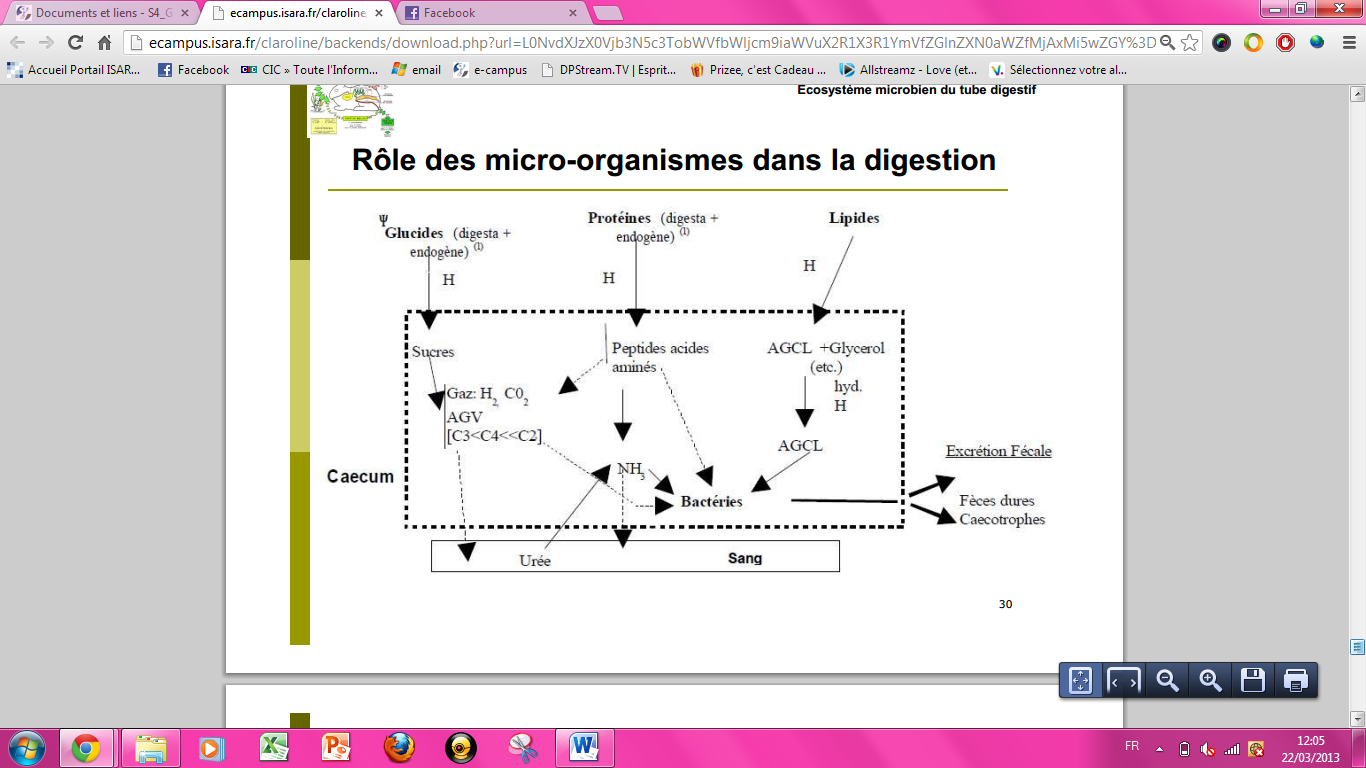 Documents et liens - S4_G
ecampus.isara.fr/claroline
Facebook
ecampus.isara.fr/claroline/backends/download.php?url=L0NvdXJzX0Vjb3N5c3TobWVfbWljcm9iaWVuX2R1X3R1YmVfZGlnZXN0aWZfMjAxMi5wZGY%3D
Accueil Portail ISAR...
Facebook
CIC » Toute l'Inform...
email
e-campus
DPStream.TV | Esprit...
Prizee, c'est Cadeau ...
Allstreamz - Love (et...
Sélectionnez votre al...
Ecosystème microbien du tube digestif
Rôle des micro-organismes dans la digestion
Ψ
Glucides (digesta +
endogène) (1)
Protéines (digesta +
endogène) (1)
Lipides
H
H
H
Sucres
Peptides acides
aminés
AGCL +Glycerol
(etc.)
hyd.
H
Gaz: H2, C02
AGV
[C3<C4<<C2]
AGCL
NH3
Bactéries
Caecum
Excrétion Fécale
Fèces dures
Caecotrophes
Urée
Sang
30
FR
12:05
22/03/2013